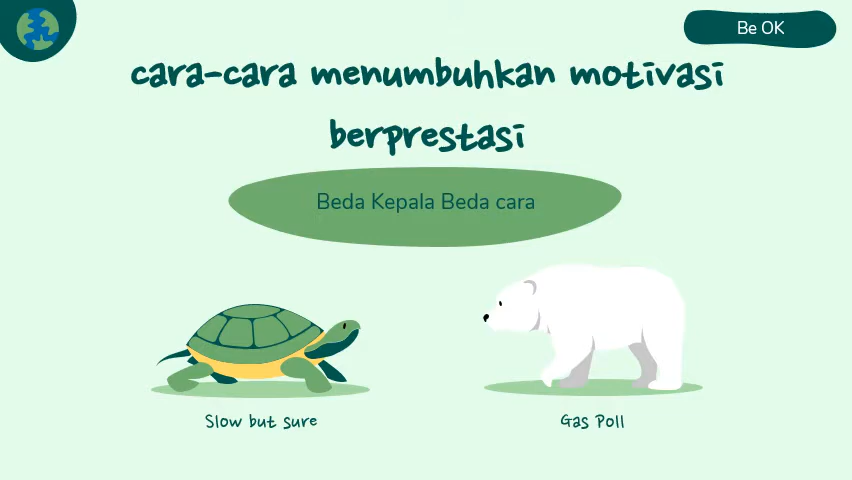 Be OK
cara-cara menumbuhkan motivasi
berprestasi
Beda Kepala Beda cara
Slow but sure
Gas Poll